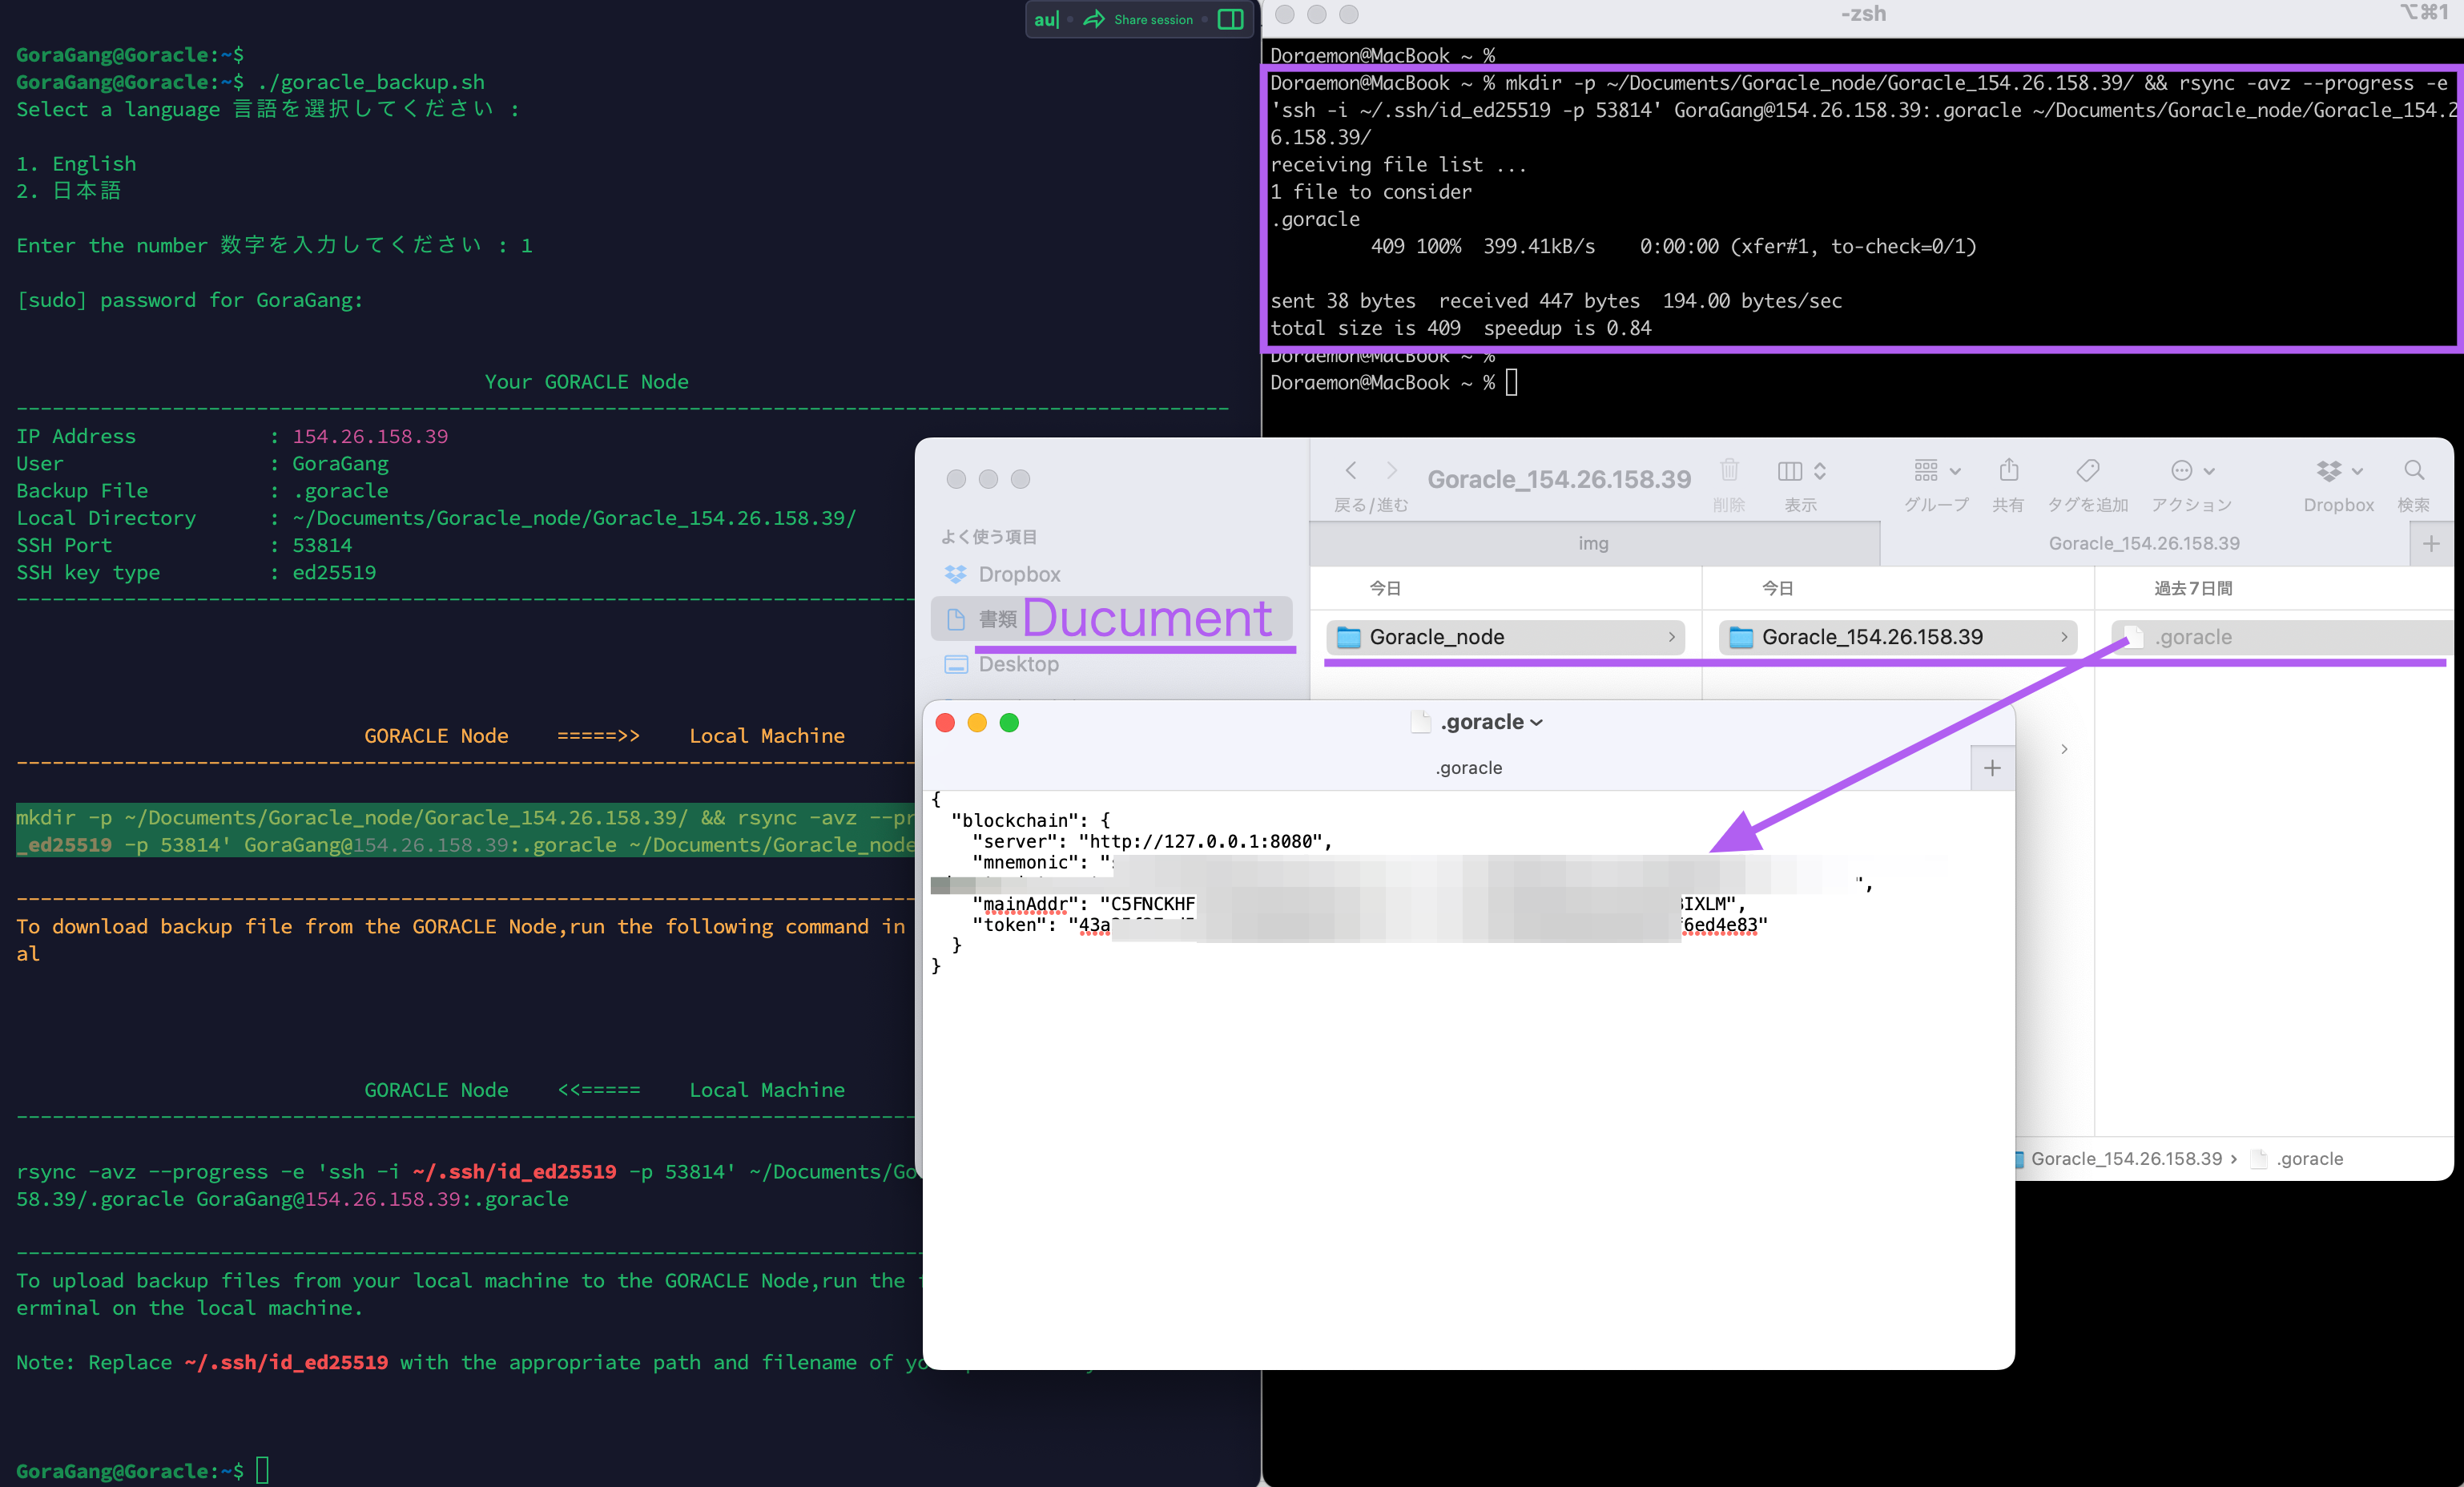 au| Share session
GoraGang@Goracle:~$
GoraGang@Goracle:~$ ./goracle_backup.sh
Select a language 言語を選択してください :
1. English
2. 日本語
Enter the number 数字を入力してください : 1
[sudo] password for GoraGang:
Your GORACLE Node
--------------------------------------------------------------------------------
IP Address : 154.26.158.39
User : GoraGang
Backup File : .goracle
Local Directory : ~/Documents/Goracle_node/Goracle_154.26.158.39/
SSH Port : 53814
SSH key type : ed25519
--------------------------------------------------------------------------------
GORACLE Node =====>> Local Machine
--------------------------------------------------------------------------------
mkdir -p ~/Documents/Goracle_node/Goracle_154.26.158.39/ && rsync -avz --pr
_ed25519 -p 53814' GoraGang@154.26.158.39:.goracle ~/Documents/Goracle_node
--------------------------------------------------------------------------------
To download backup file from the GORACLE Node,run the following command in
al
GORACLE Node <<===== Local Machine
--------------------------------------------------------------------------------
rsync -avz --progress -e 'ssh -i ~/.ssh/id_ed25519 -p 53814' ~/Documents/Go
58.39/.goracle GoraGang@154.26.158.39:.goracle
--------------------------------------------------------------------------------
To upload backup files from your local machine to the GORACLE Node,run the
erminal on the local machine.
Note: Replace ~/.ssh/id_ed25519 with the appropriate path and filename of
GoraGang@Goracle:~$
-zsh
⌥⌘1
Doraemon@MacBook ~ %
Doraemon@MacBook ~ % mkdir -p ~/Documents/Goracle_node/Goracle_154.26.158.39/ && rsync -avz --progress -e
'ssh -i ~/.ssh/id_ed25519 -p 53814' GoraGang@154.26.158.39:.goracle ~/Documents/Goracle_node/Goracle_154.2
6.158.39/
receiving file list ...
1 file to consider
.goracle
409 100% 399.41kB/s 0:00:00 (xfer#1, to-check=0/1)
sent 38 bytes received 447 bytes 194.00 bytes/sec
total size is 409 speedup is 0.84
Doraemon@MacBook ~ %
Doraemon@MacBook ~ %
Goracle_154.26.158.39
戻る/進む 削除 表示 グループ 共有 タグを追加 アクション Dropbox 検索
img Goracle_154.26.158.39 +
よく使う項目
Dropbox
書類 Ducument
Desktop
今日 今日 過去7日間
Goracle_node Goracle_154.26.158.39 .goracle
Goracle_154.26.158.39 › .goracle
.goracle
.goracle +
{
"blockchain": {
"server": "http://127.0.0.1:8080",
"mnemonic": "
",
"mainAddr": "C5FNCKHF IXLM",
"token": "43a 6ed4e83"
}
}